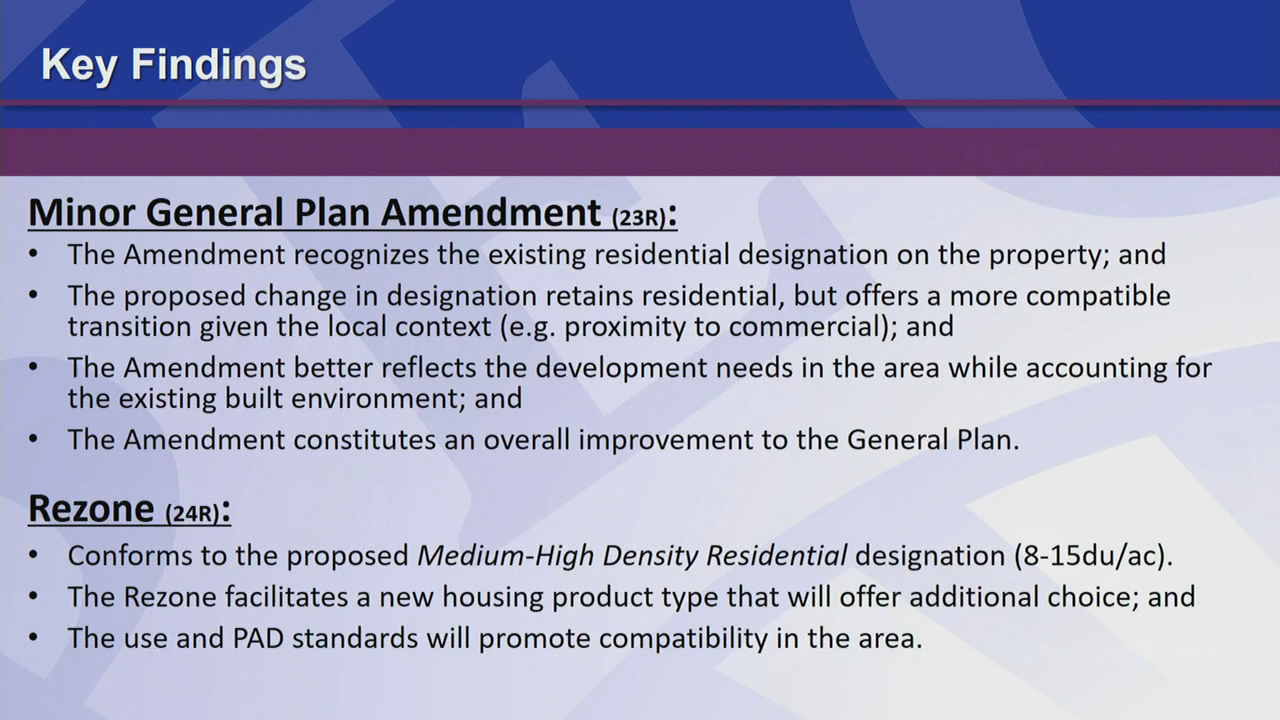 Key Findings
Minor General Plan Amendment (23R):
• The Amendment recognizes the existing residential designation on the property; and
• The proposed change in designation retains residential, but offers a more compatible
transition given the local context (e.g. proximity to commercial); and
• The Amendment better reflects the development needs in the area while accounting for
the existing built environment; and
• The Amendment constitutes an overall improvement to the General Plan.
Rezone (24R):
• Conforms to the proposed Medium-High Density Residential designation (8-15du/ac).
• The Rezone facilitates a new housing product type that will offer additional choice; and
• The use and PAD standards will promote compatibility in the area.